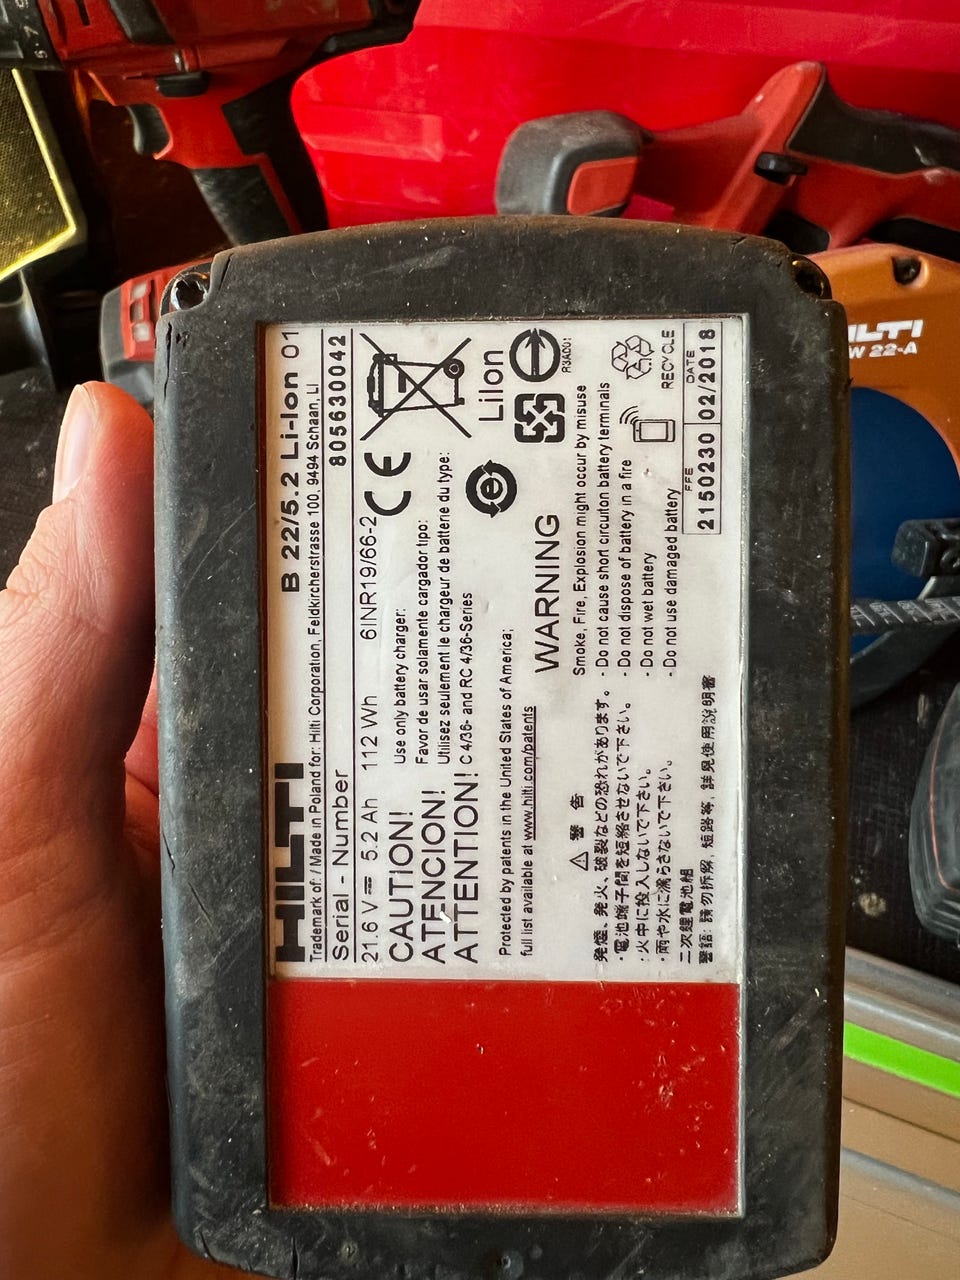 HILTI
B 22/5.2 Li-Ion 01
Trademark of: / Made in Poland for: Hilti Corporation, Feldkircherstrasse 100, 9494 Schaan, LI
Serial - Number
805630042
21.6 V 5.2 Ah 112 Wh 6INR19/66-2
CE
CAUTION! Use only battery charger:
Favor de usar solamente cargador tipo:
ATENCION! Utilisez seulement le chargeur de batterie du type:
ATTENTION! C 4/36- and RC 4/36-Series
LiIon
Protected by patents in the United States of America;
full list available at www.hilti.com/patents
WARNING
Smoke, Fire, Explosion might occur by misuse
- Do not cause short circuiton battery terminals
- Do not dispose of battery in a fire
- Do not wet battery
- Do not use damaged battery
RECYCLE
警 告
発煙、発火、破裂などの恐れがあります。
・電池端子間を短絡させないで下さい。
・火中に投入しないで下さい。
・雨や水に濡らさないで下さい。
二次鋰電池組
警語: 請勿拆解, 短路等, 詳見使用說明書
FFE
DATE
2150230
02/2018
HILTI
W 22-A